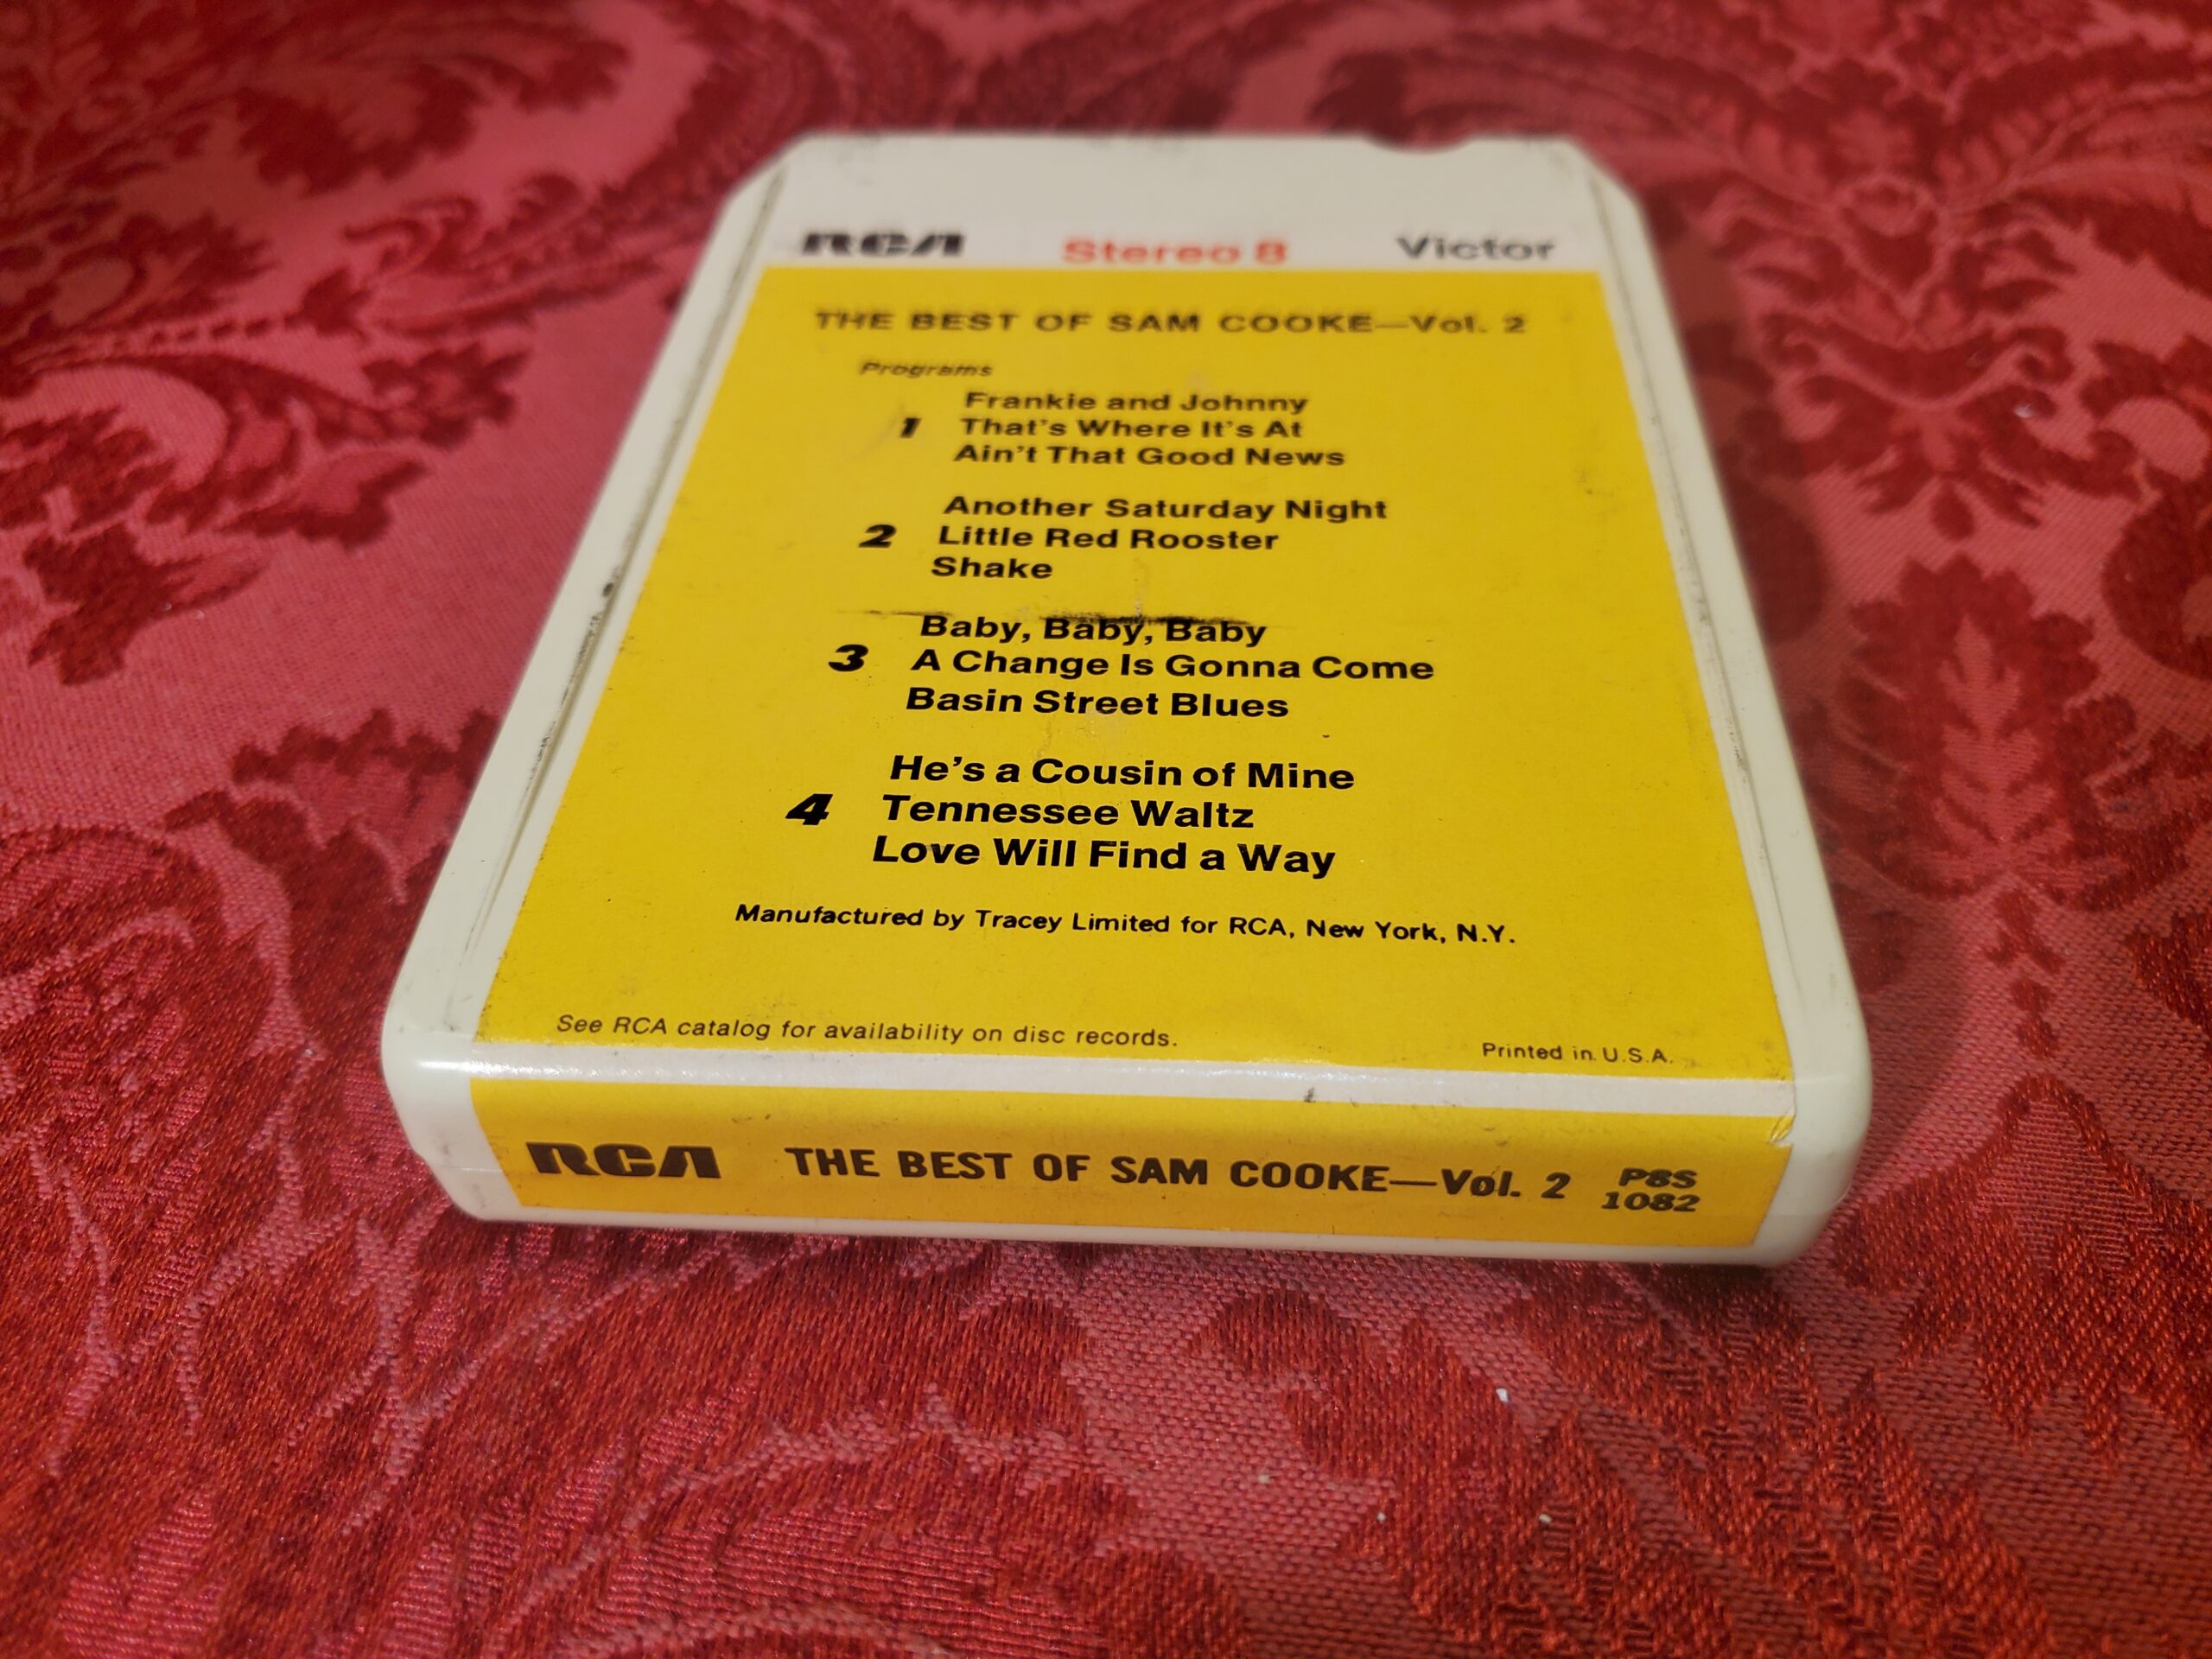 RCA Stereo 8 Victor
THE BEST OF SAM COOKE—Vol. 2
Programs
Frankie and Johnny
1 That's Where It's At
Ain't That Good News
Another Saturday Night
2 Little Red Rooster
Shake
Baby, Baby, Baby
3 A Change Is Gonna Come
Basin Street Blues
He's a Cousin of Mine
4 Tennessee Waltz
Love Will Find a Way
Manufactured by Tracey Limited for RCA, New York, N.Y.
See RCA catalog for availability on disc records.
Printed in U.S.A.
RCA THE BEST OF SAM COOKE—Vol. 2 P8S
1082